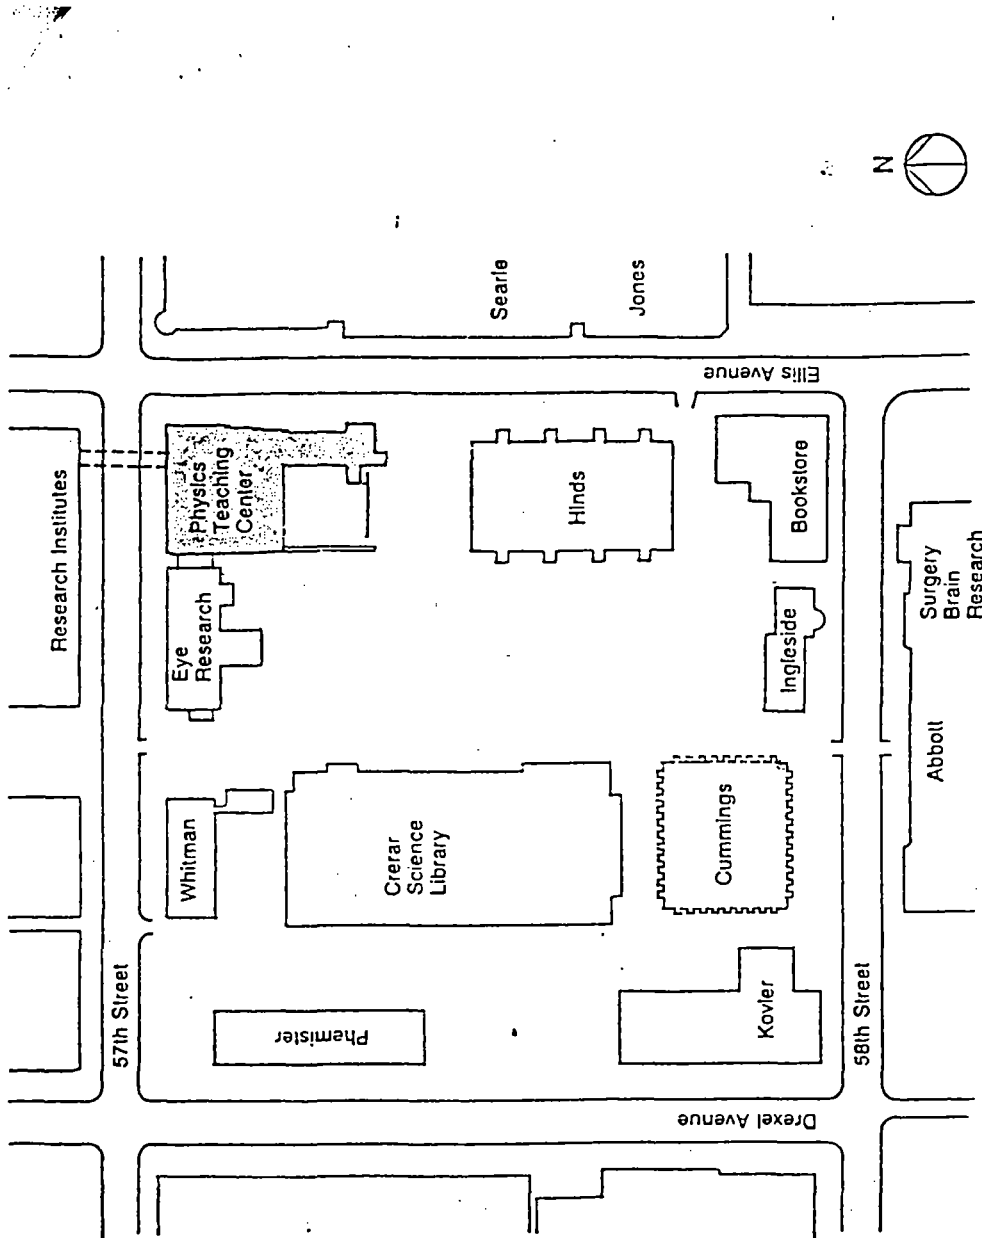 N
Searle
Jones
Ellis Avenue
Research Institutes
Physics
Teaching
Center
Hinds
Bookstore
Eye
Research
Ingleside
Surgery
Brain
Research
Abbott
Whitman
Crerar
Science
Library
Cummings
57th Street
Phemister
Kovler
58th Street
Drexel Avenue